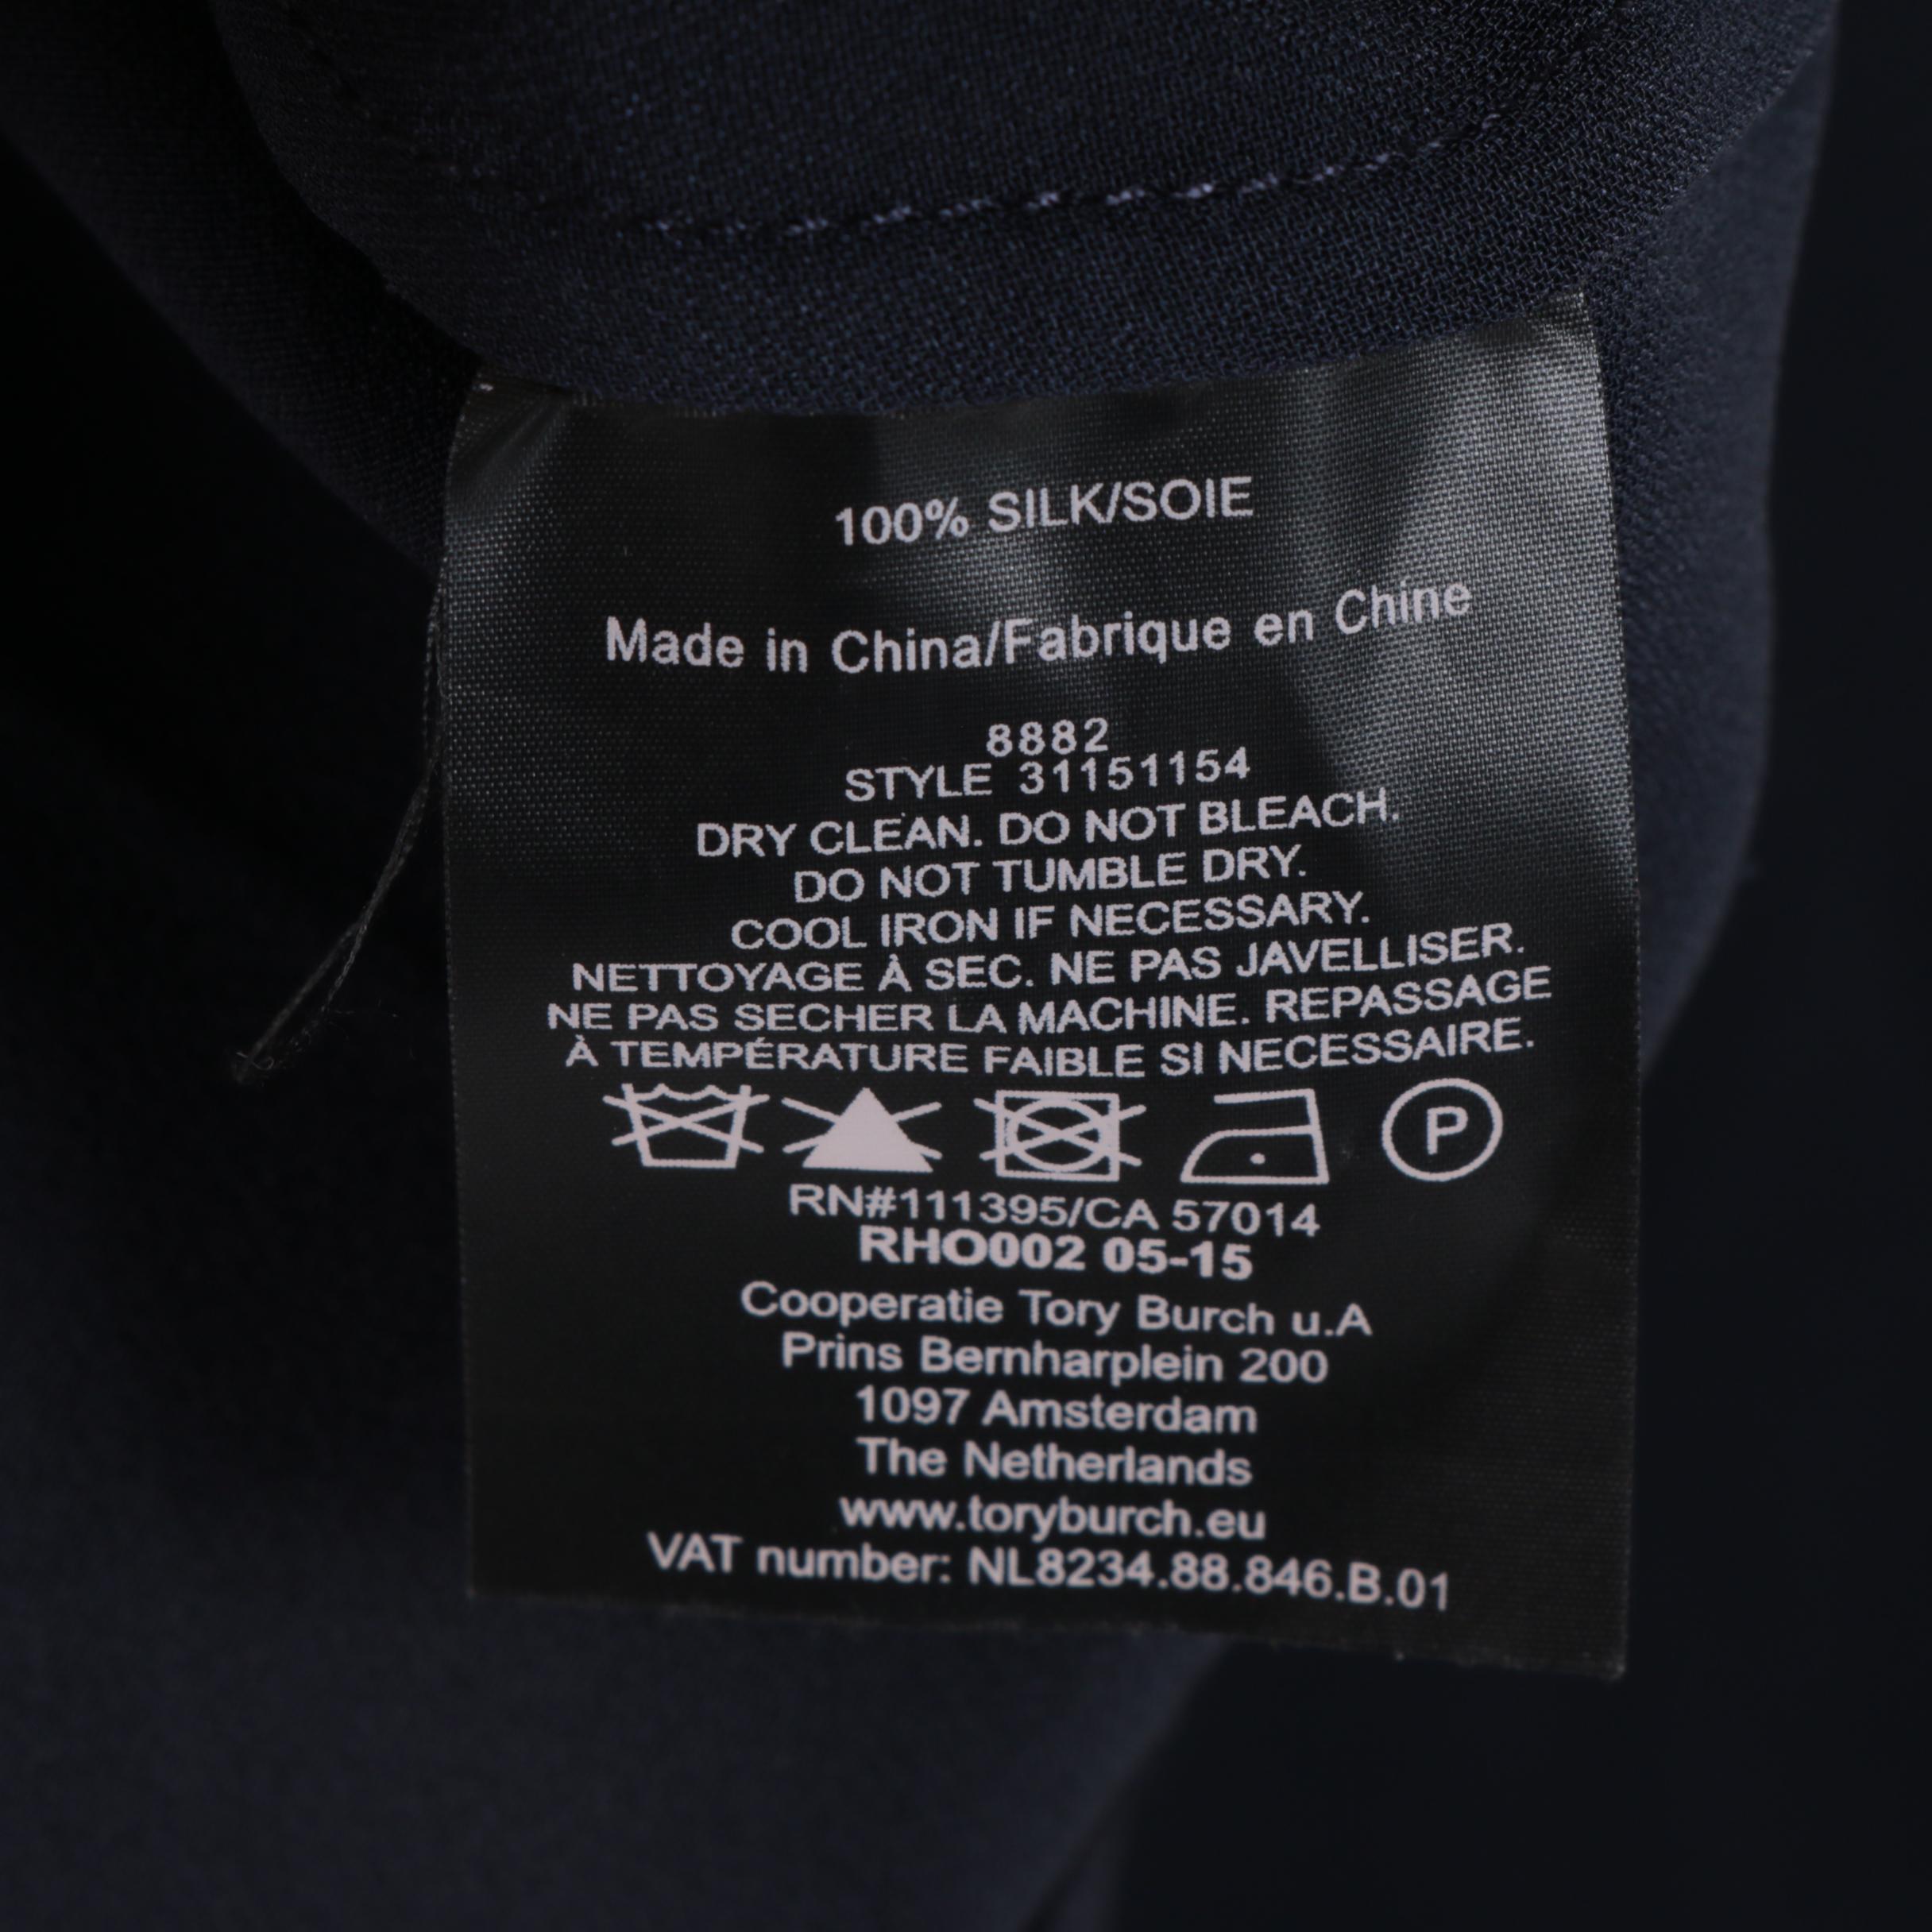 100% SILK/SOIE
Made in China/Fabrique en Chine
8882
STYLE 31151154
DRY CLEAN. DO NOT BLEACH.
DO NOT TUMBLE DRY.
COOL IRON IF NECESSARY.
NETTOYAGE À SEC. NE PAS JAVELLISER.
NE PAS SECHER LA MACHINE. REPASSAGE
À TEMPÉRATURE FAIBLE SI NECESSAIRE.
P
RN#111395/CA 57014
RHO002 05-15
Cooperatie Tory Burch u.A
Prins Bernharplein 200
1097 Amsterdam
The Netherlands
www.toryburch.eu
VAT number: NL8234.88.846.B.01